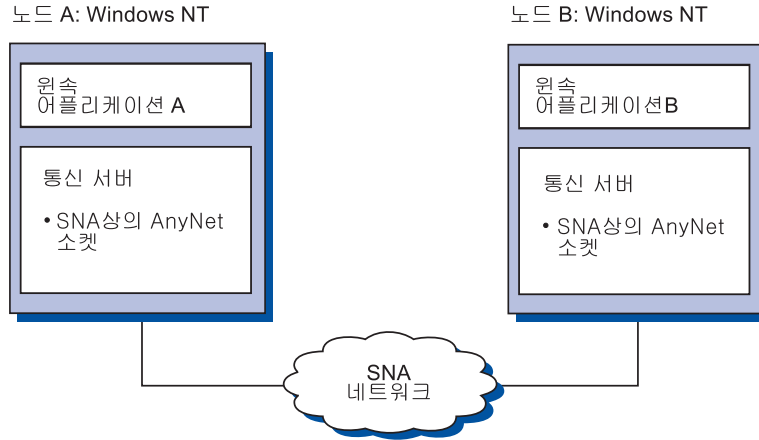 노드 A: Windows NT
윈속
어플리케이션 A
통신 서버
• SNA상의 AnyNet
소켓
노드 B: Windows NT
윈속
어플리케이션B
통신 서버
• SNA상의 AnyNet
소켓
SNA
네트워크